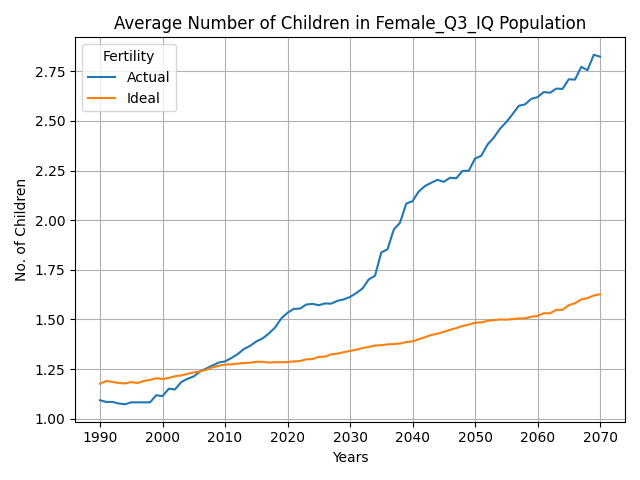 Average Number of Children in Female_Q3_IQ Population
Fertility
Actual
Ideal
2.75
2.50
2.25
2.00
1.75
1.50
1.25
1.00
No. of Children
1990 2000 2010 2020 2030 2040 2050 2060 2070
Years